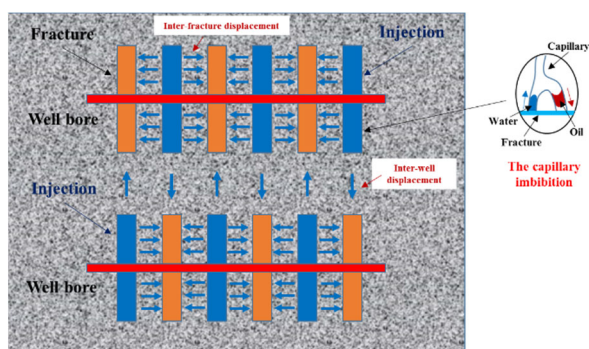 Inter-fracture displacement
Fracture
Injection
Well bore
Capillary
Water
Oil
Fracture
The capillary
imbibition
Inter-well
displacement
Injection
Well bore